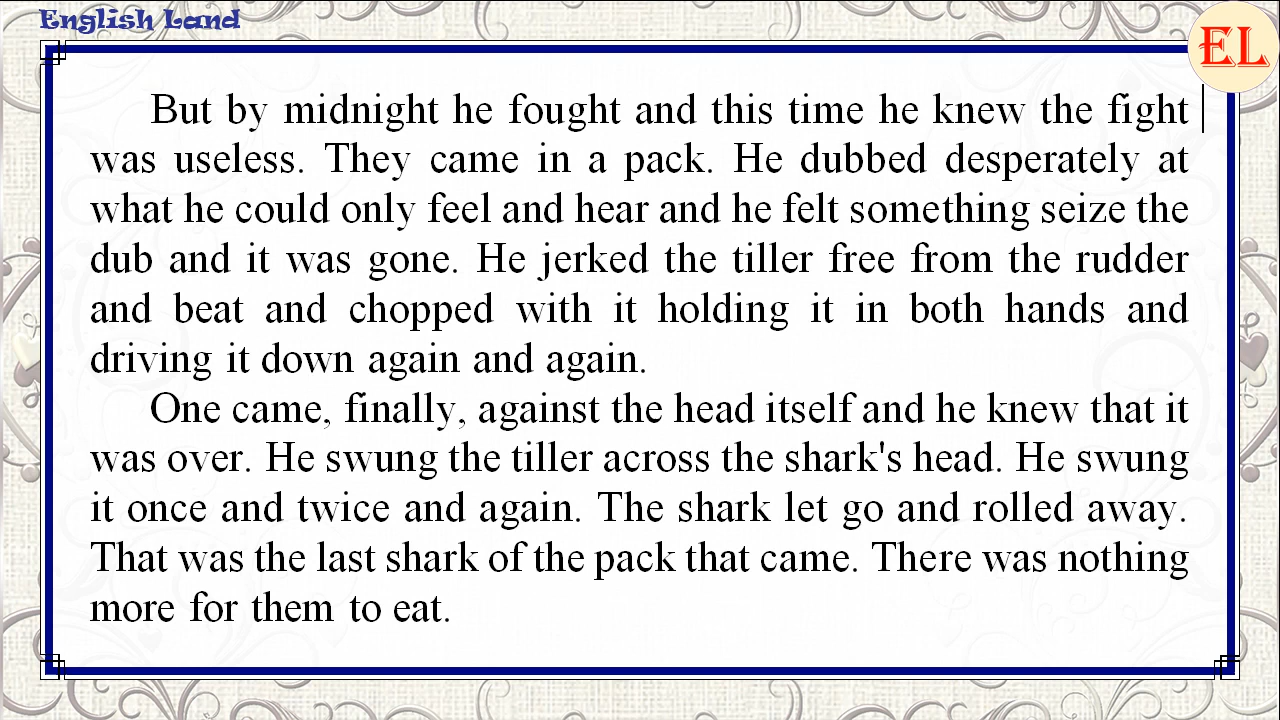 English Land
EL
But by midnight he fought and this time he knew the fight
was useless. They came in a pack. He dubbed desperately at
what he could only feel and hear and he felt something seize the
dub and it was gone. He jerked the tiller free from the rudder
and beat and chopped with it holding it in both hands and
driving it down again and again.
One came, finally, against the head itself and he knew that it
was over. He swung the tiller across the shark's head. He swung
it once and twice and again. The shark let go and rolled away.
That was the last shark of the pack that came. There was nothing
more for them to eat.